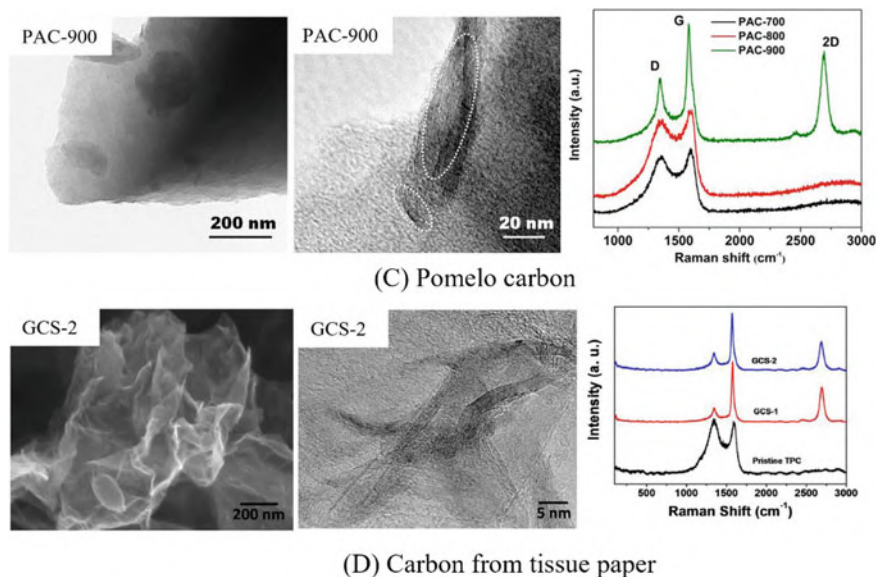 PAC-900
200 nm
PAC-900
20 nm
Intensity (a.u.)
D
G
2D
PAC-700
PAC-800
PAC-900
1000 1500 2000 2500 3000
Raman shift (cm-1)
(C) Pomelo carbon
GCS-2
200 nm
GCS-2
5 nm
Intensity (a. u.)
GCS-2
GCS-1
Pristine TPC
500 1000 1500 2000 2500 3000
Raman Shift (cm-1)
(D) Carbon from tissue paper